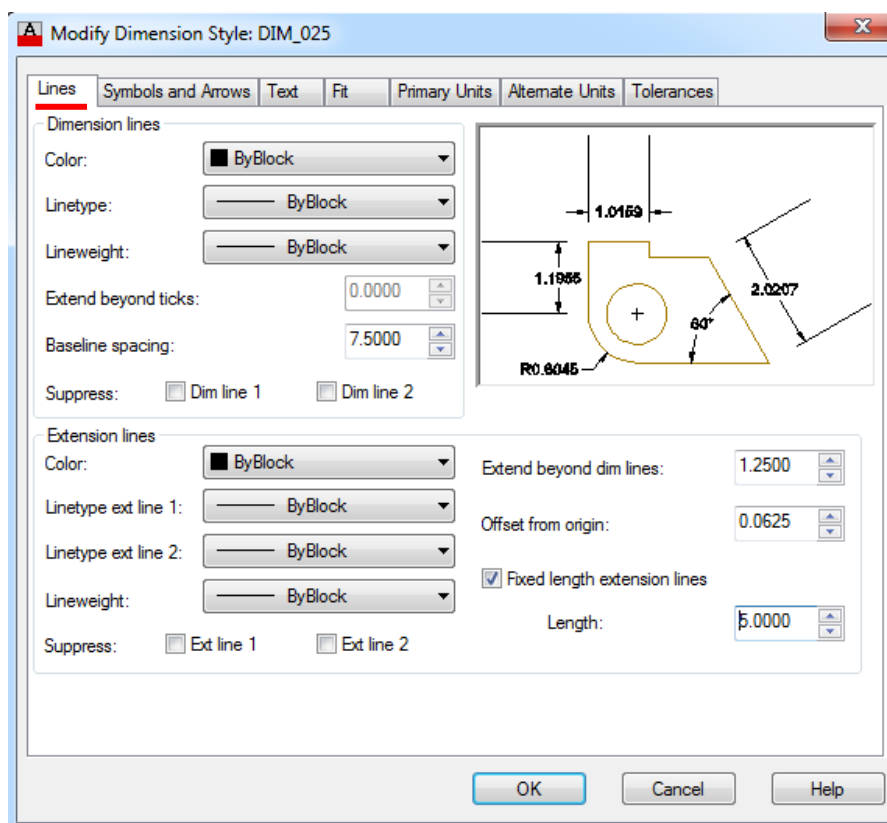 Modify Dimension Style: DIM_025
Lines Symbols and Arrows Text Fit Primary Units Alternate Units Tolerances
Dimension lines
Color: ByBlock
Linetype: ByBlock
Lineweight: ByBlock
Extend beyond ticks: 0.0000
Baseline spacing: 7.5000
Suppress: Dim line 1 Dim line 2
1.0159
1.1955
2.0207
60°
R0.6045
Extension lines
Color: ByBlock
Linetype ext line 1: ByBlock
Linetype ext line 2: ByBlock
Lineweight: ByBlock
Suppress: Ext line 1 Ext line 2
Extend beyond dim lines: 1.2500
Offset from origin: 0.0625
Fixed length extension lines
Length: 5.0000
OK Cancel Help